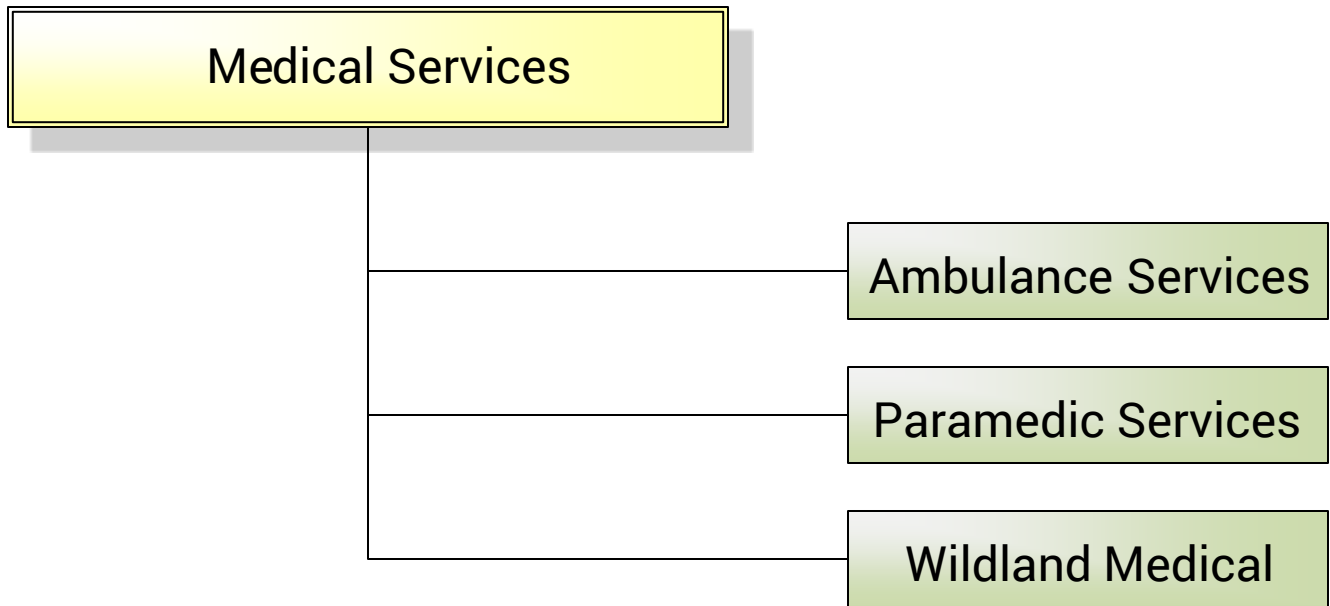 Medical Services
Ambulance Services
Paramedic Services
Wildland Medical